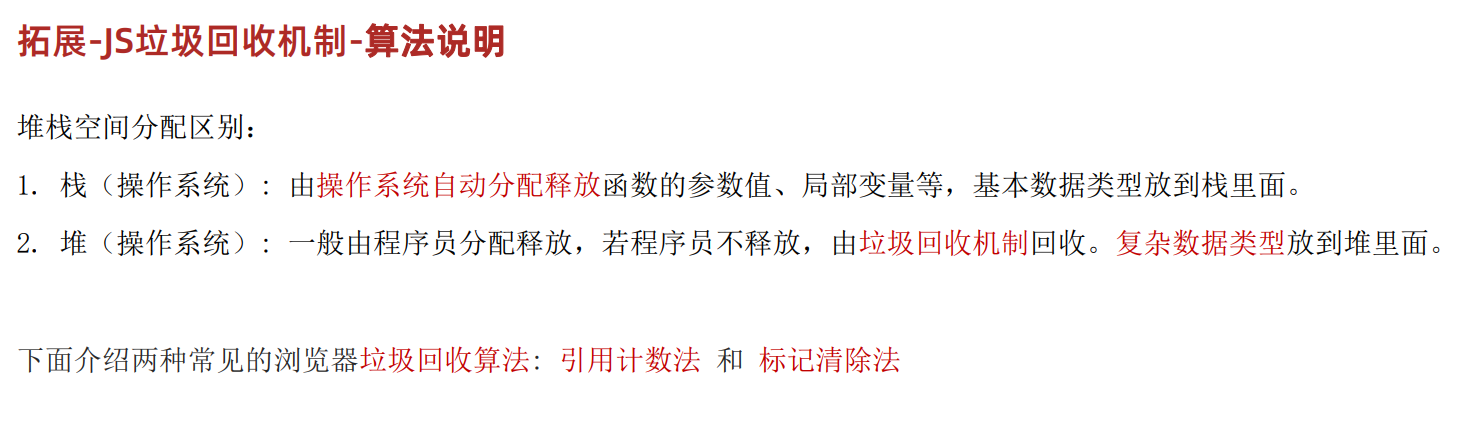 拓展-JS垃圾回收机制-算法说明
堆栈空间分配区别：
1. 栈（操作系统）: 由操作系统自动分配释放函数的参数值、局部变量等，基本数据类型放到栈里面。
2. 堆（操作系统）: 一般由程序员分配释放，若程序员不释放，由垃圾回收机制回收。复杂数据类型放到堆里面。
下面介绍两种常见的浏览器垃圾回收算法: 引用计数法 和 标记清除法